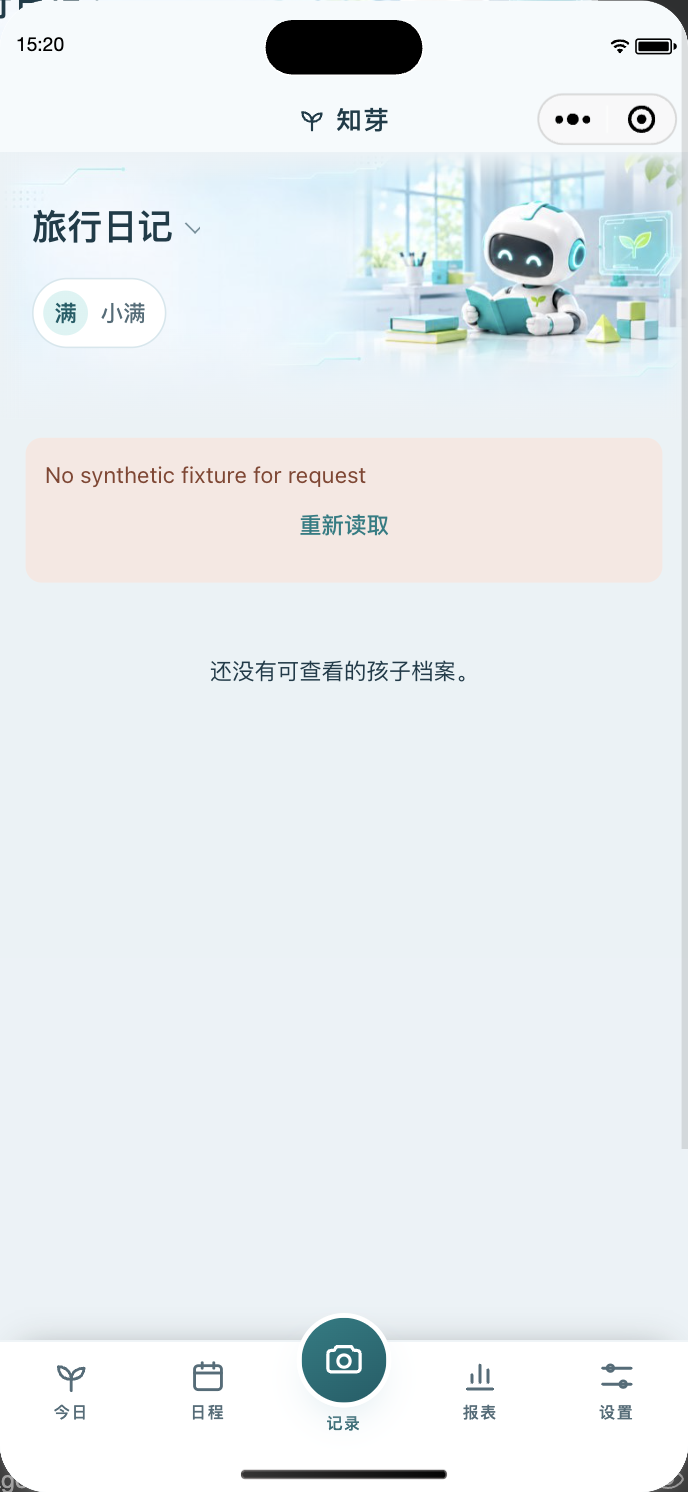 15:20
知芽
旅行日记
满 小满
No synthetic fixture for request
重新读取
还没有可查看的孩子档案。
今日
日程
记录
报表
设置